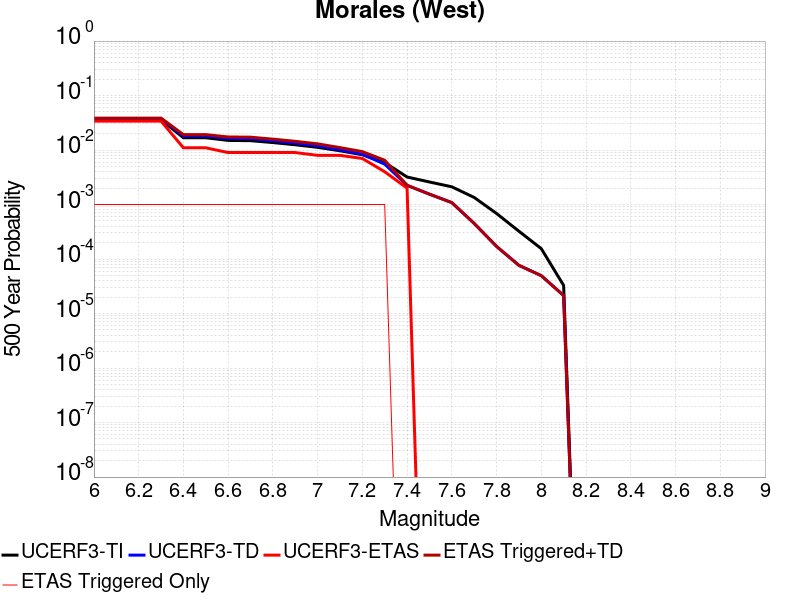 Morales (West)
10^0
10^-1
10^-2
10^-3
10^-4
10^-5
10^-6
10^-7
10^-8
500 Year Probability
6 6.2 6.4 6.6 6.8 7 7.2 7.4 7.6 7.8 8 8.2 8.4 8.6 8.8 9
Magnitude
UCERF3-TI UCERF3-TD UCERF3-ETAS ETAS Triggered+TD
ETAS Triggered Only